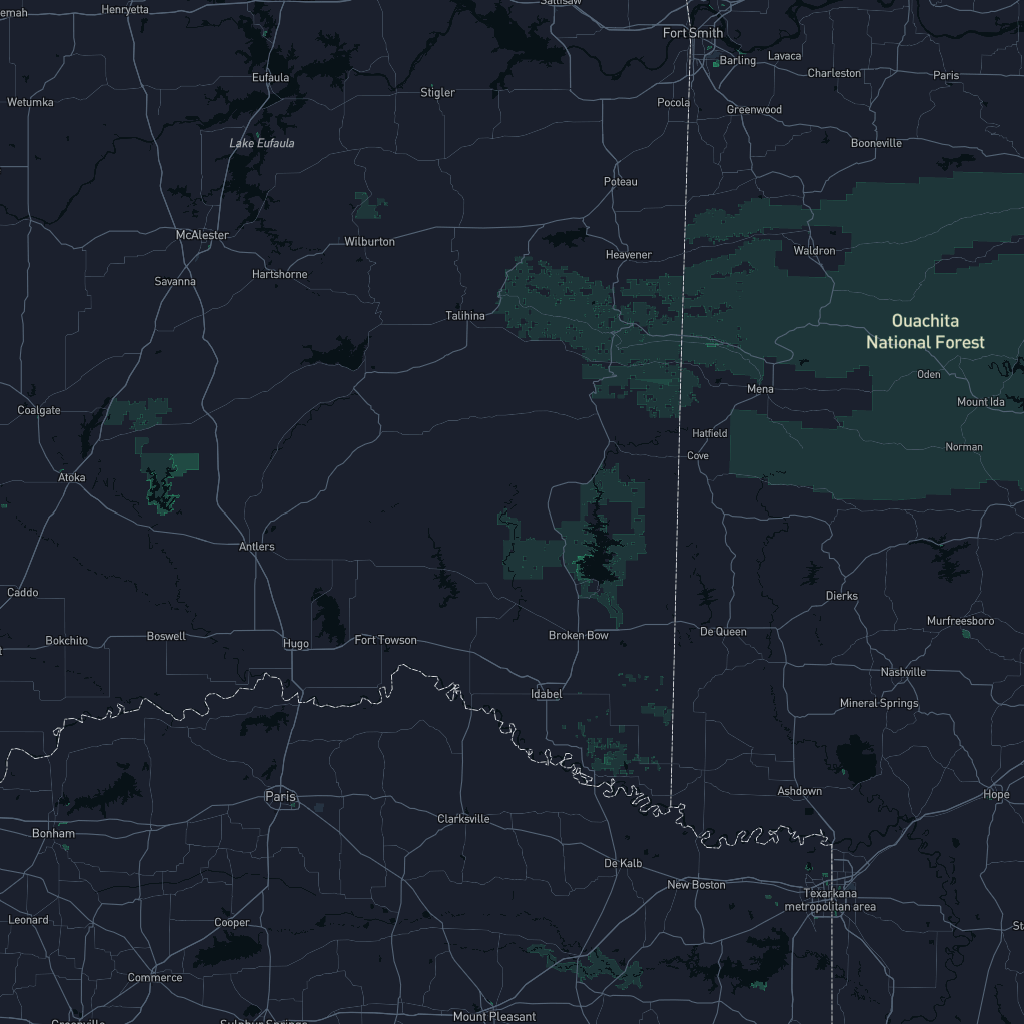 Henryetta
Fort Smith
Barling
Lavaca
Charleston
Paris
Eufaula
Stigler
Wetumka
Pocola
Greenwood
Lake Eufaula
Booneville
Poteau
McAlester
Wilburton
Waldron
Heavener
Hartshorne
Savanna
Talihina
Ouachita
National Forest
Oden
Mena
Mount Ida
Coalgate
Hatfield
Norman
Cove
Atoka
Antlers
Caddo
Dierks
Murfreesboro
Bokchito
Boswell
Hugo
Fort Towson
Broken Bow
De Queen
Nashville
Idabel
Mineral Springs
Ashdown
Hope
Paris
Clarksville
Bonham
De Kalb
New Boston
Texarkana
metropolitan area
Leonard
Cooper
Commerce
Mount Pleasant